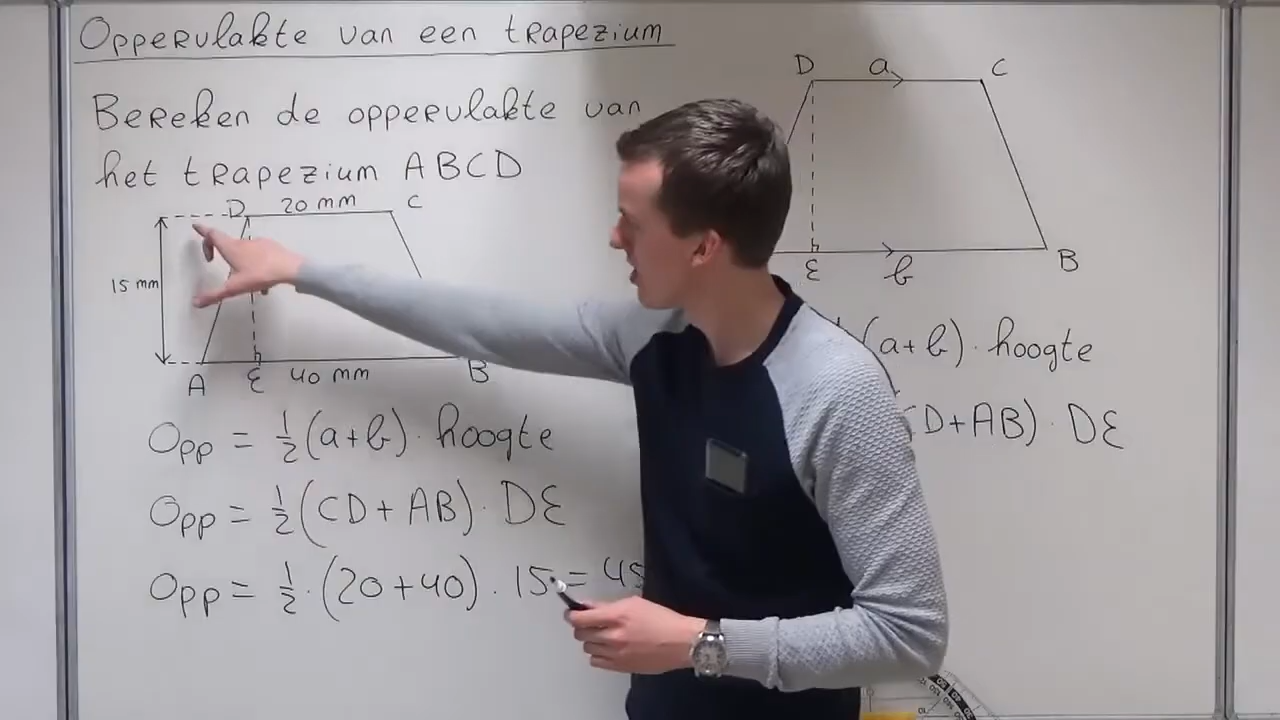 Oppervlakte van een trapezium
Bereken de oppervlakte van
het trapezium ABCD
D 20 mm C
15 mm
A E 40 mm B
Opp = ½(a+b) · hoogte
Opp = ½(CD+AB) · DE
Opp = ½ · (20+40) · 15 = 45
D a C
E b B
(a+b) · hoogte
CD+AB) · DE